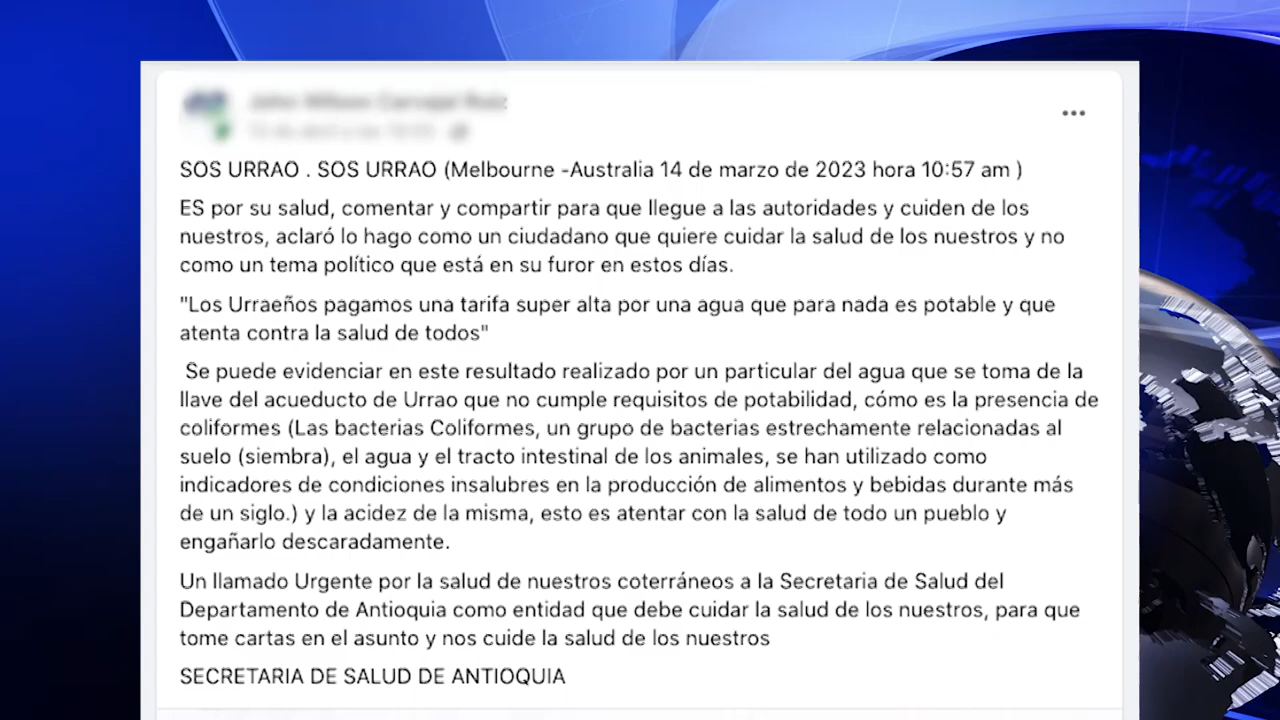 SOS URRAO . SOS URRAO (Melbourne -Australia 14 de marzo de 2023 hora 10:57 am )
ES por su salud, comentar y compartir para que llegue a las autoridades y cuiden de los
nuestros, aclaró lo hago como un ciudadano que quiere cuidar la salud de los nuestros y no
como un tema político que está en su furor en estos días.
"Los Urraeños pagamos una tarifa super alta por una agua que para nada es potable y que
atenta contra la salud de todos"
Se puede evidenciar en este resultado realizado por un particular del agua que se toma de la
llave del acueducto de Urrao que no cumple requisitos de potabilidad, cómo es la presencia de
coliformes (Las bacterias Coliformes, un grupo de bacterias estrechamente relacionadas al
suelo (siembra), el agua y el tracto intestinal de los animales, se han utilizado como
indicadores de condiciones insalubres en la producción de alimentos y bebidas durante más
de un siglo.) y la acidez de la misma, esto es atentar con la salud de todo un pueblo y
engañarlo descaradamente.
Un llamado Urgente por la salud de nuestros coterráneos a la Secretaria de Salud del
Departamento de Antioquia como entidad que debe cuidar la salud de los nuestros, para que
tome cartas en el asunto y nos cuide la salud de los nuestros
SECRETARIA DE SALUD DE ANTIOQUIA